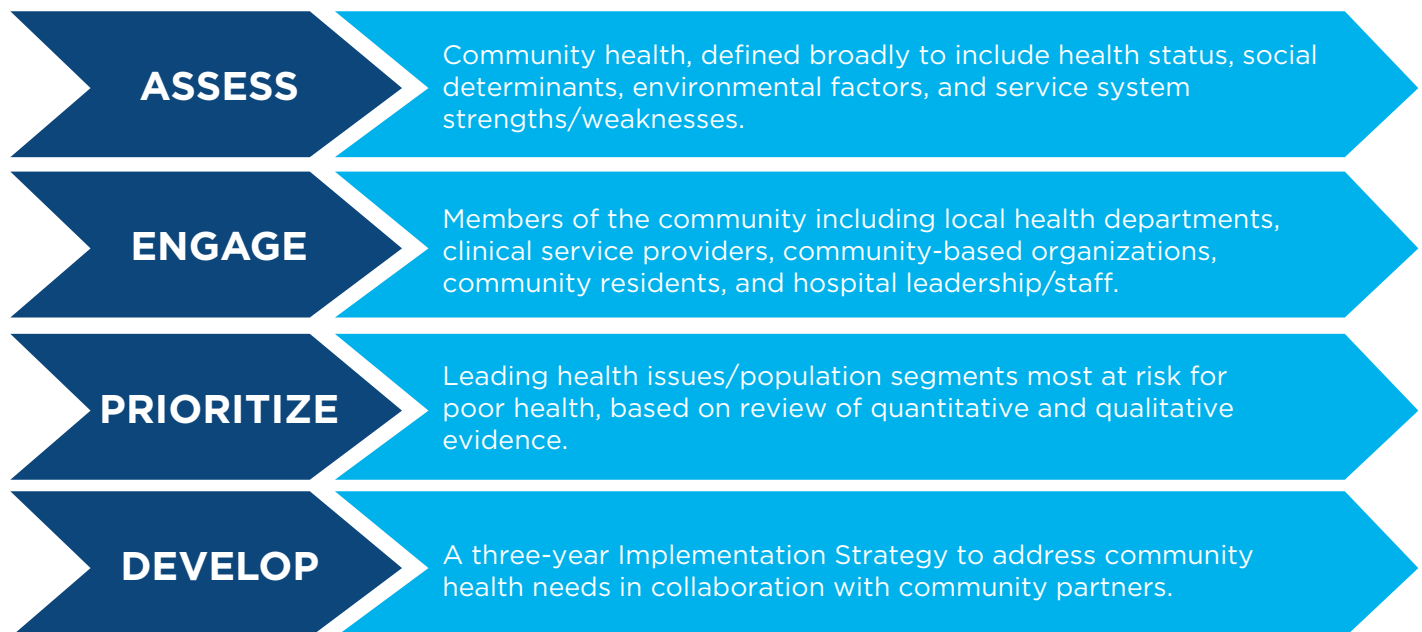 ASSESS
Community health, defined broadly to include health status, social
determinants, environmental factors, and service system
strengths/weaknesses.
ENGAGE
Members of the community including local health departments,
clinical service providers, community-based organizations,
community residents, and hospital leadership/staff.
PRIORITIZE
Leading health issues/population segments most at risk for
poor health, based on review of quantitative and qualitative
evidence.
DEVELOP
A three-year Implementation Strategy to address community
health needs in collaboration with community partners.